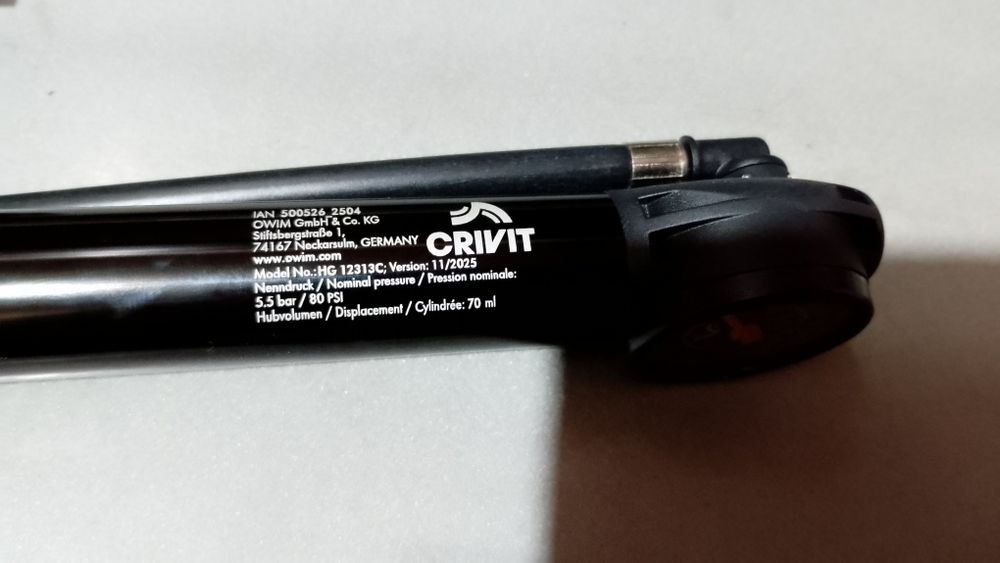 IAN 500526_2504
OWIM GmbH & Co. KG
Stiftsbergstraße 1,
74167 Neckarsulm, GERMANY
www.owim.com
CRIVIT
Model No.: HG 12313C; Version: 11/2025
Nenndruck / Nominal pressure / Pression nominale:
5.5 bar / 80 PSI
Hubvolumen / Displacement / Cylindrée: 70 ml